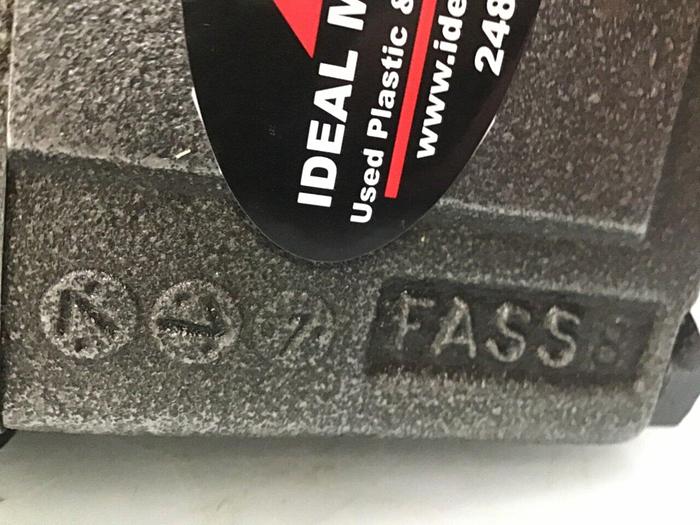 IDEAL M
Used Plastic &
www.ide
248
FASS